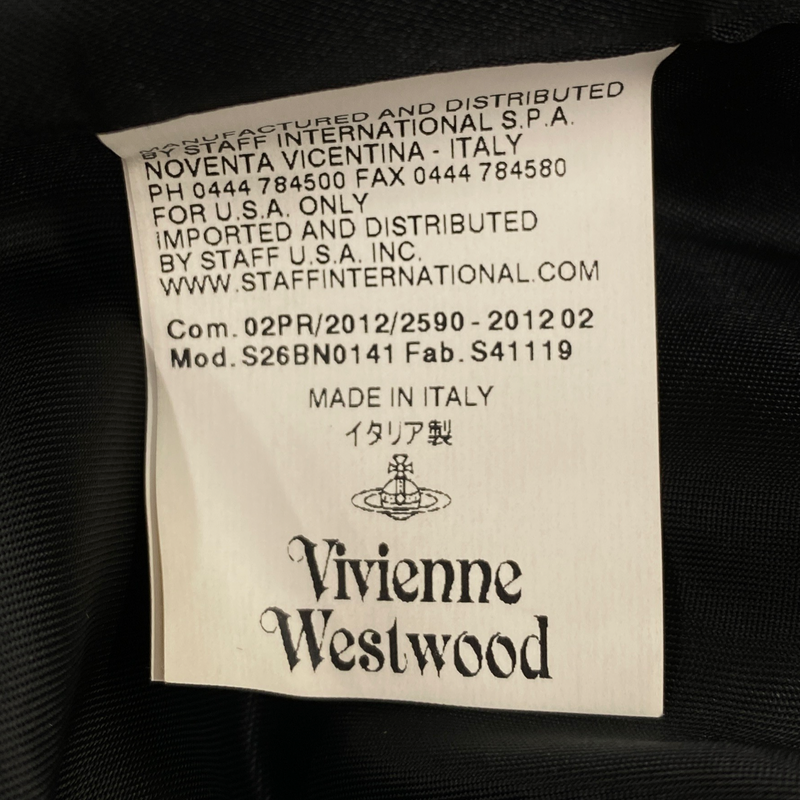 MANUFACTURED AND DISTRIBUTED
BY STAFF INTERNATIONAL S.P.A.
NOVENTA VICENTINA - ITALY
PH 0444 784500 FAX 0444 784580
FOR U.S.A. ONLY
IMPORTED AND DISTRIBUTED
BY STAFF U.S.A. INC.
WWW.STAFFINTERNATIONAL.COM
Com. 02PR/2012/2590 - 2012 02
Mod. S26BN0141 Fab. S41119
MADE IN ITALY
イタリア製
Vivienne
Westwood